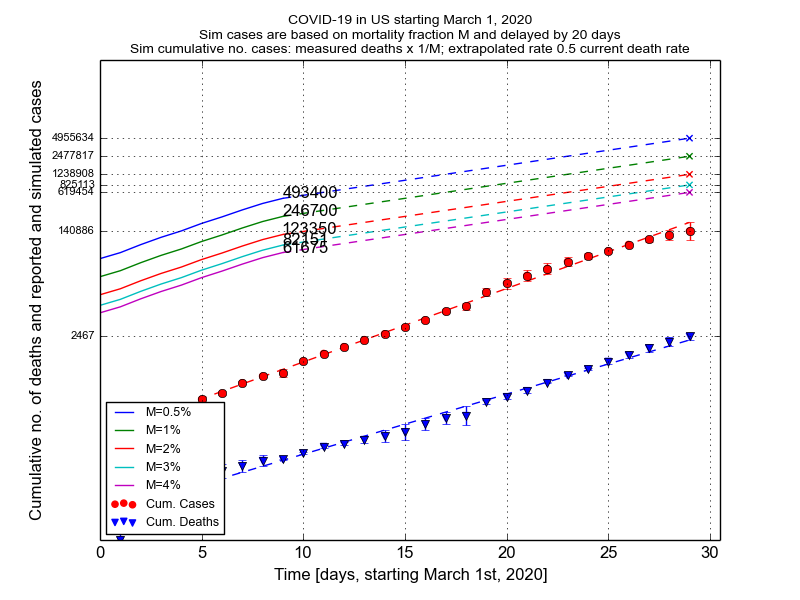 COVID-19 in US starting March 1, 2020
Sim cases are based on mortality fraction M and delayed by 20 days
Sim cumulative no. cases: measured deaths x 1/M; extrapolated rate 0.5 current death rate
Cumulative no. of deaths and reported and simulated cases
4955634
2477817
1238908
825113
619454
140886
2467
493400
246700
123350
82151
61675
M=0.5%
M=1%
M=2%
M=3%
M=4%
Cum. Cases
Cum. Deaths
0 5 10 15 20 25 30
Time [days, starting March 1st, 2020]